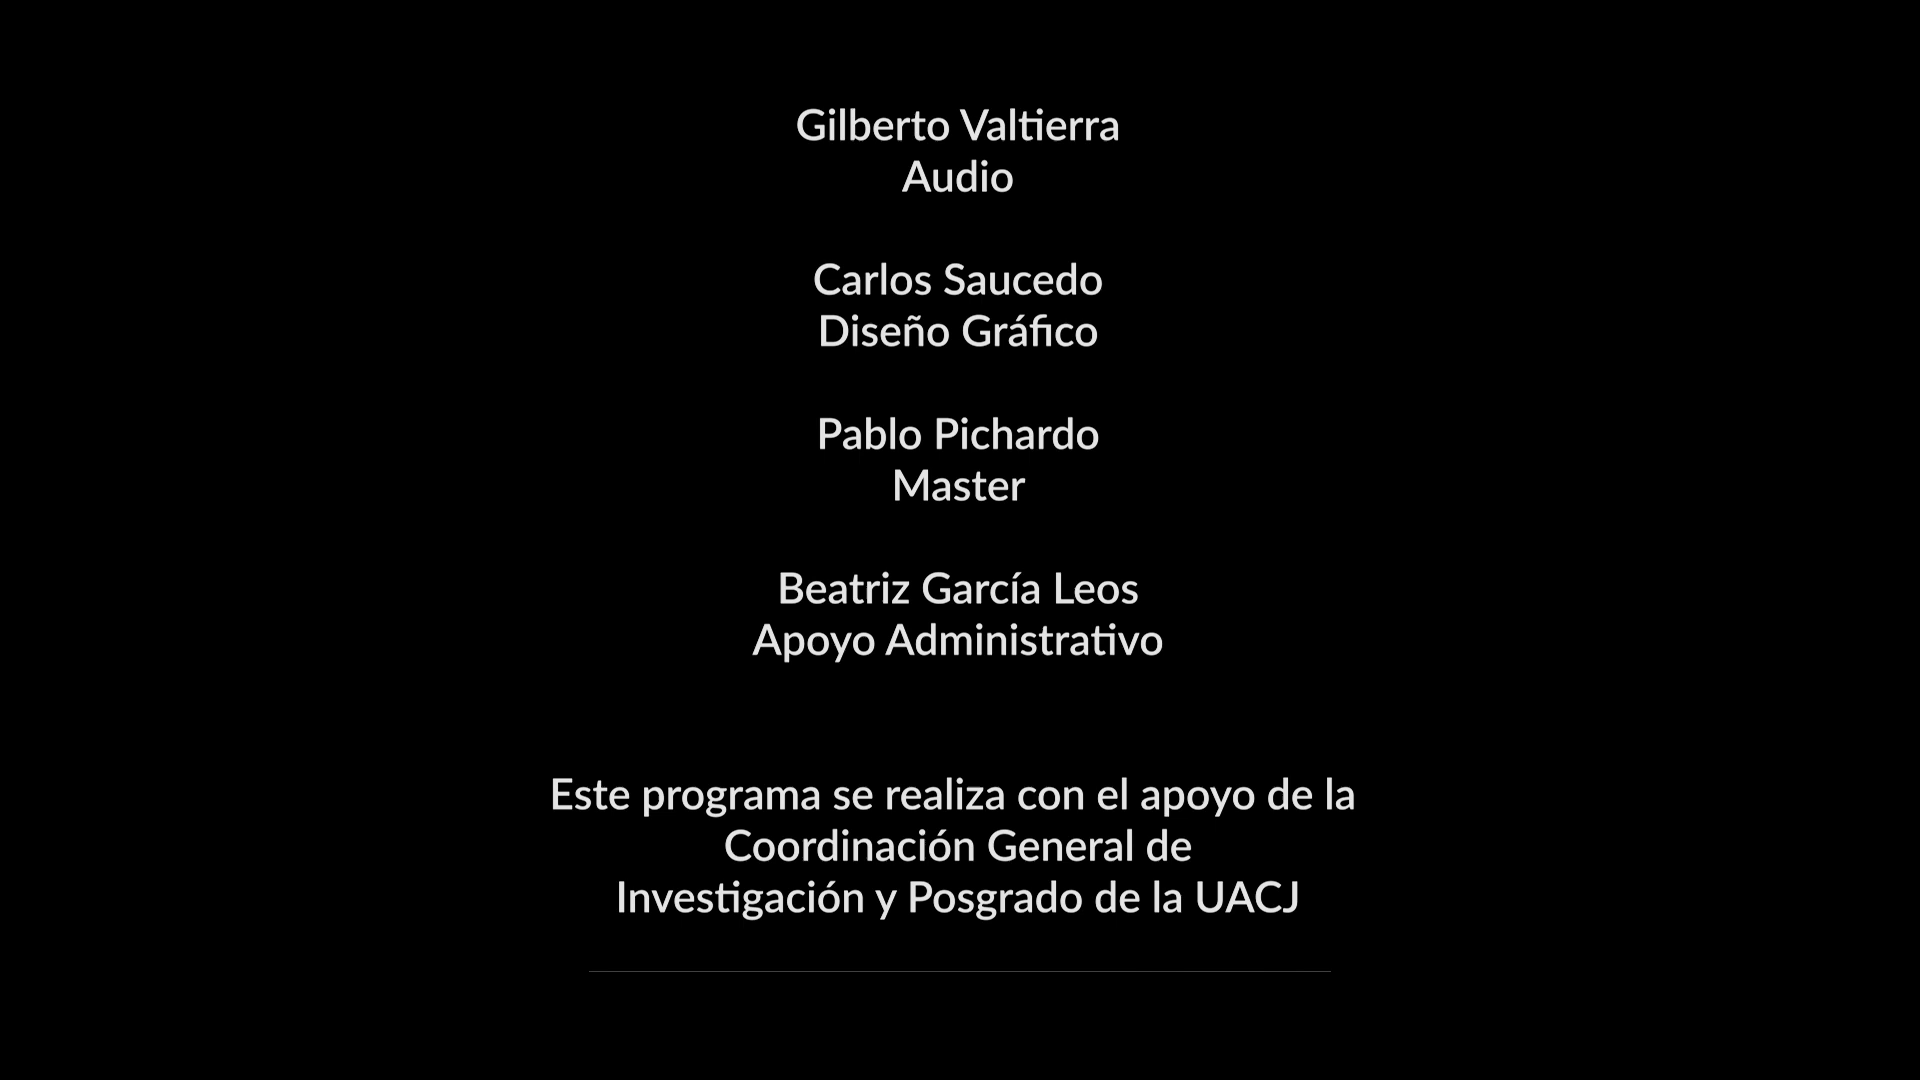 Gilberto Valtierra
Audio
Carlos Saucedo
Diseño Gráfico
Pablo Pichardo
Master
Beatriz García Leos
Apoyo Administrativo
Este programa se realiza con el apoyo de la
Coordinación General de
Investigación y Posgrado de la UACJ